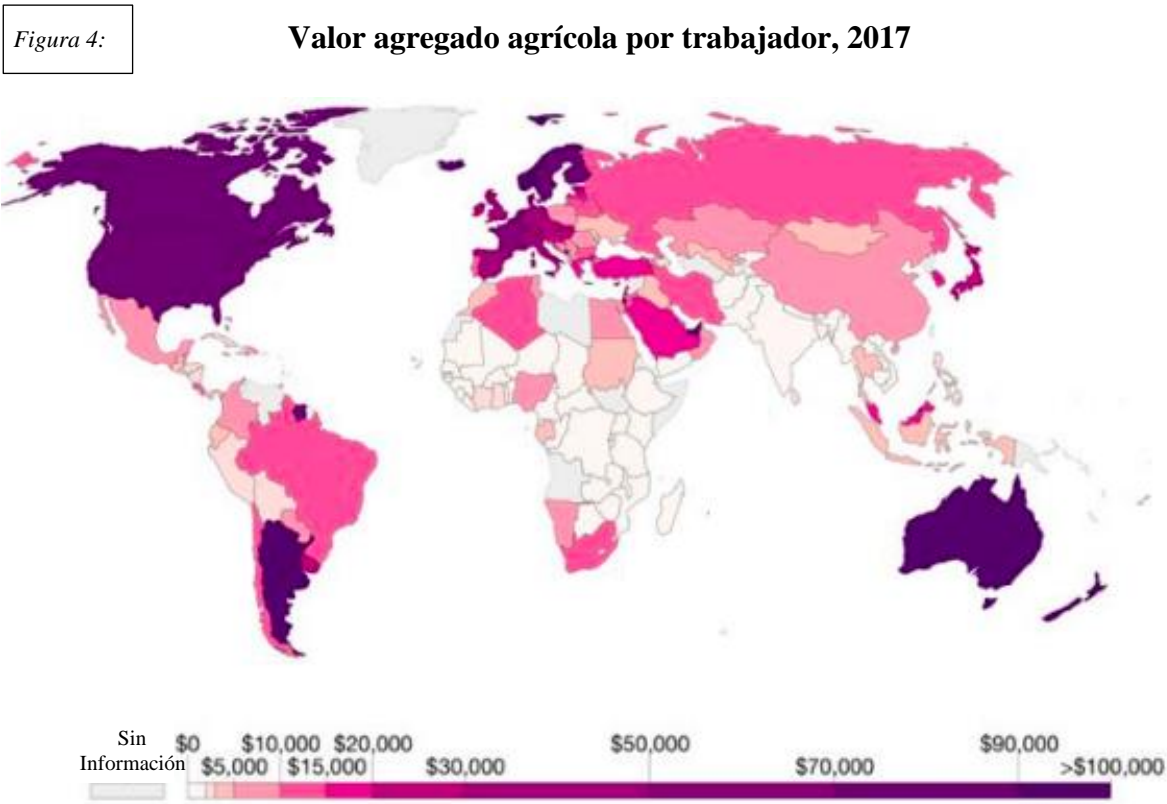 Figura 4:
Valor agregado agrícola por trabajador, 2017
Sin
Información
$0 $10,000 $20,000 $50,000 $90,000
$5,000 $15,000 $30,000 $70,000 >$100,000